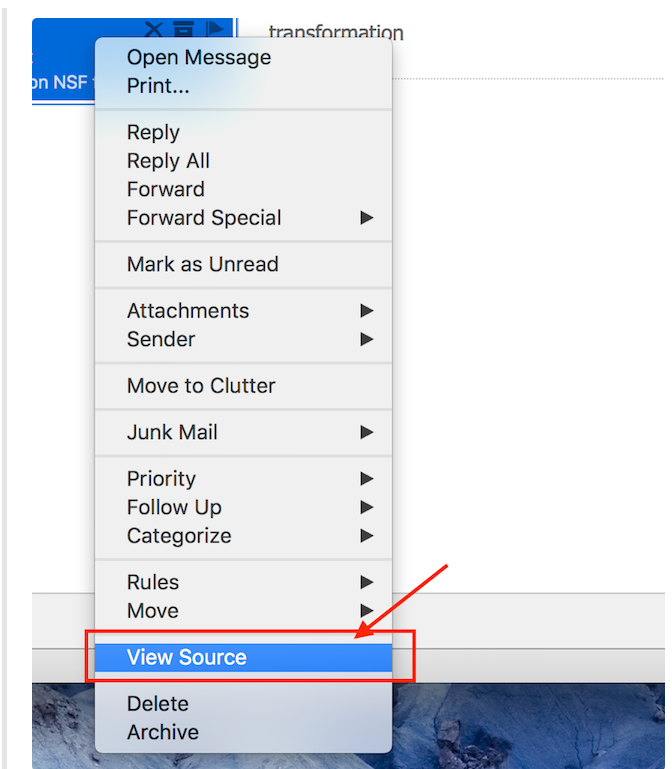 transformation
on NSF
Open Message
Print...
Reply
Reply All
Forward
Forward Special
Mark as Unread
Attachments
Sender
Move to Clutter
Junk Mail
Priority
Follow Up
Categorize
Rules
Move
View Source
Delete
Archive